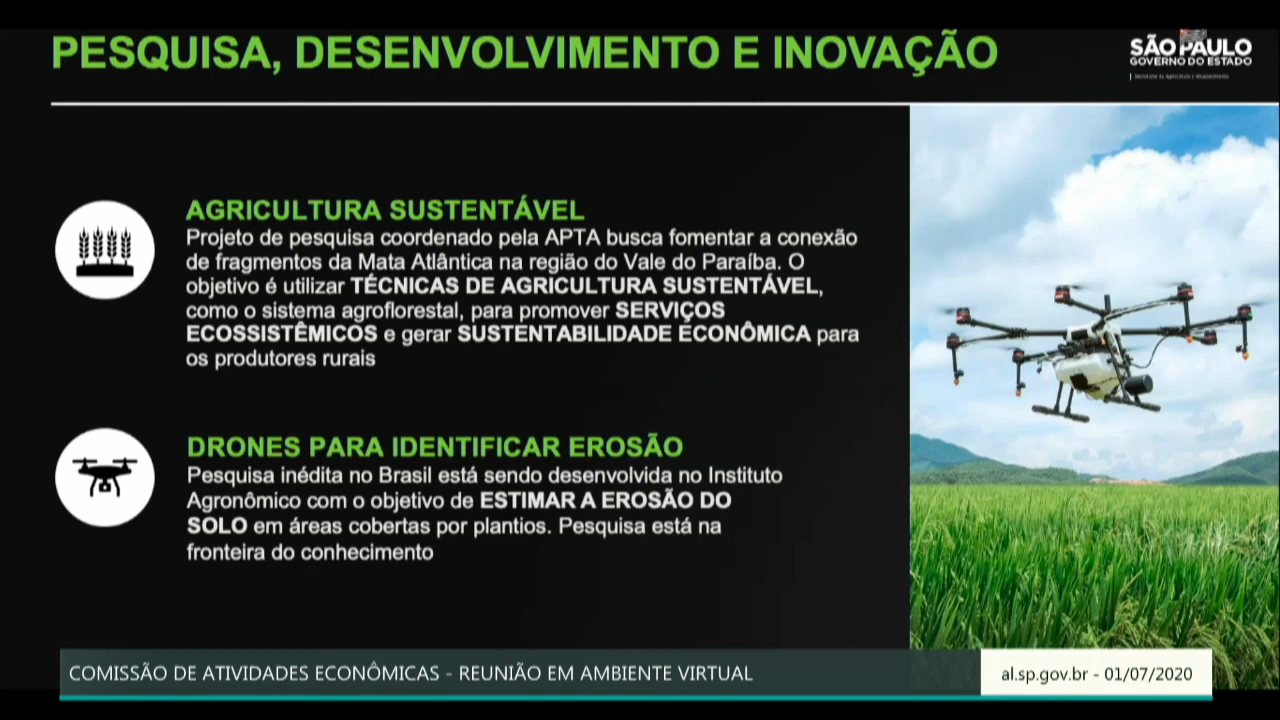 PESQUISA, DESENVOLVIMENTO E INOVAÇÃO
SÃO PAULO
GOVERNO DO ESTADO
Secretaria de Agricultura e Abastecimento
AGRICULTURA SUSTENTÁVEL
Projeto de pesquisa coordenado pela APTA busca fomentar a conexão
de fragmentos da Mata Atlântica na região do Vale do Paraíba. O
objetivo é utilizar TÉCNICAS DE AGRICULTURA SUSTENTÁVEL,
como o sistema agroflorestal, para promover SERVIÇOS
ECOSSISTÊMICOS e gerar SUSTENTABILIDADE ECONÔMICA para
os produtores rurais
DRONES PARA IDENTIFICAR EROSÃO
Pesquisa inédita no Brasil está sendo desenvolvida no Instituto
Agronômico com o objetivo de ESTIMAR A EROSÃO DO
SOLO em áreas cobertas por plantios. Pesquisa está na
fronteira do conhecimento
COMISSÃO DE ATIVIDADES ECONÔMICAS - REUNIÃO EM AMBIENTE VIRTUAL
al.sp.gov.br - 01/07/2020